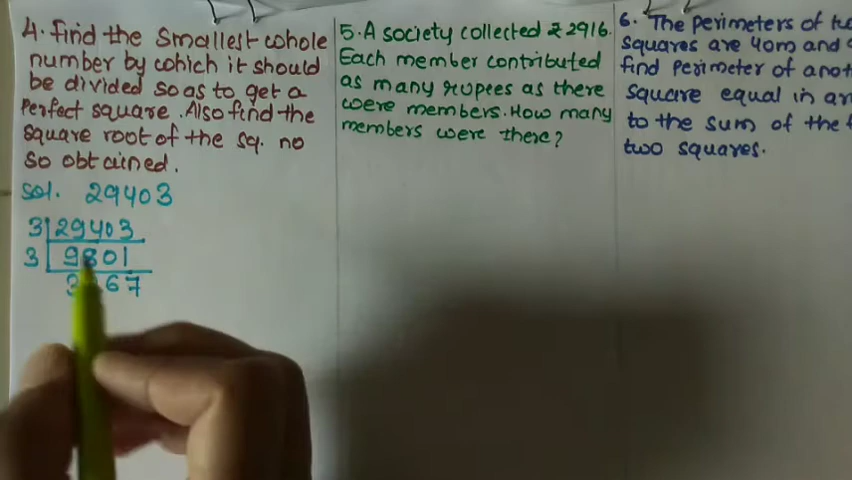 4. Find the Smallest whole
number by which it should
be divided so as to get a
Perfect square. Also find the
square root of the sq. no
so obtained.
Sol. 29403
3 29403
3 9801
67
5. A society collected ₹ 2916.
Each member contributed
as many rupees as there
were members. How many
members were there?
6. The perimeters of
squares are 40m and
find perimeter of
square equal in
to the sum of the
two squares.